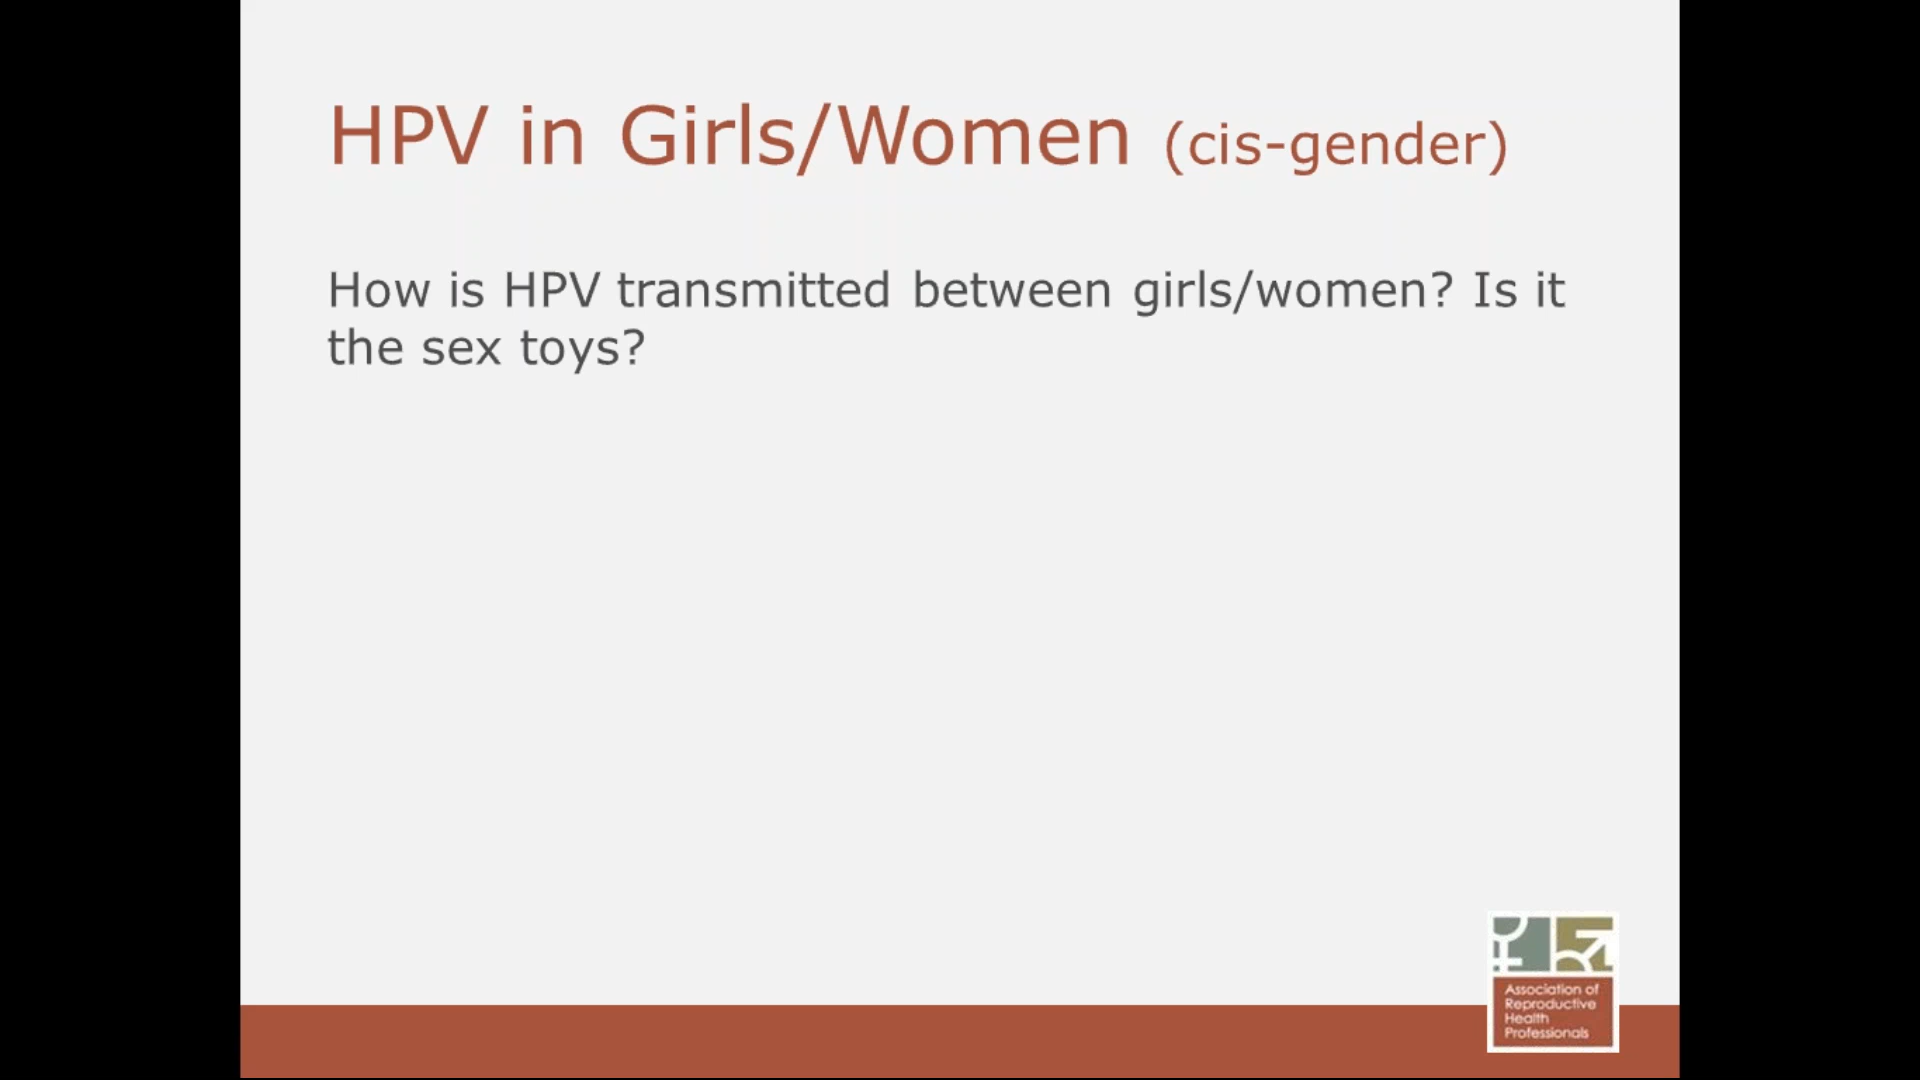 HPV in Girls/Women (cis-gender)
How is HPV transmitted between girls/women? Is it
the sex toys?
Association of
Reproductive
Health
Professionals